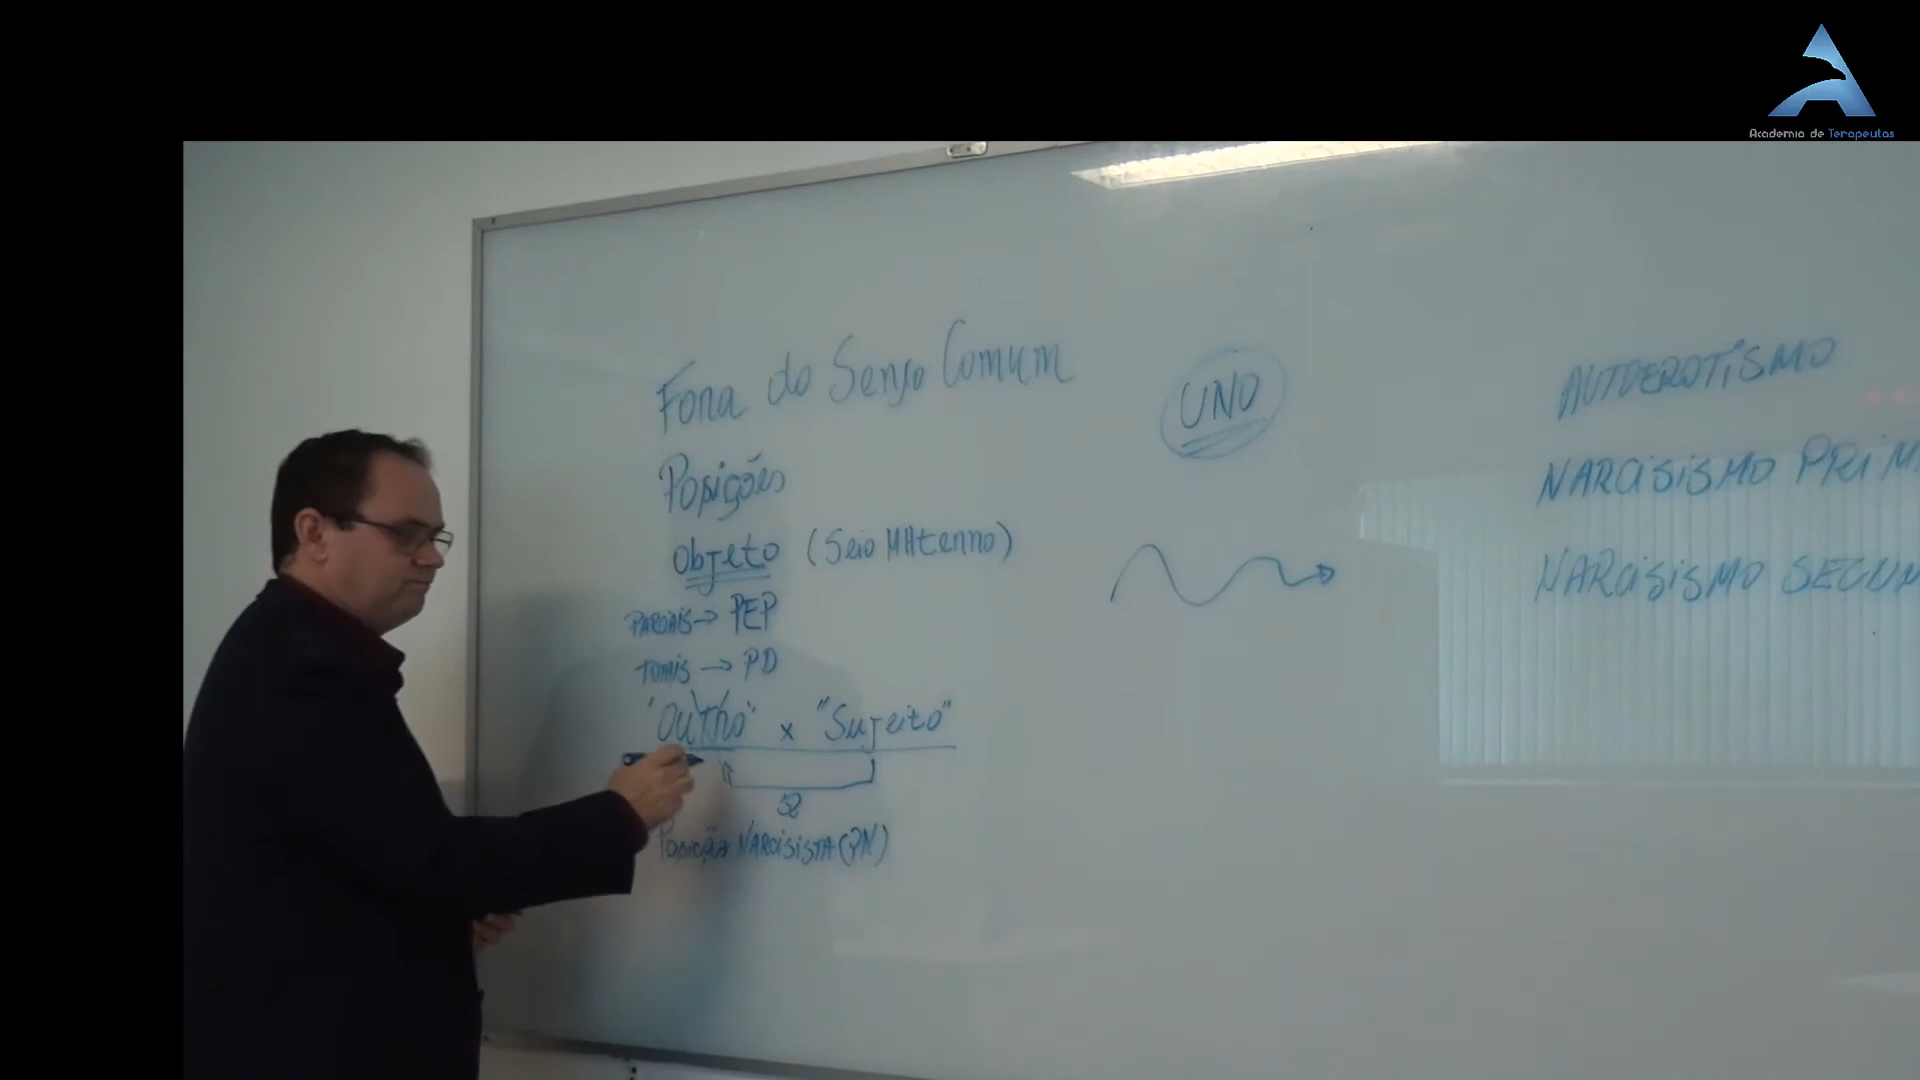 Academia de Terapeutas
Fora do Senso Comum
Posições
Objeto (Seio MAterno)
PARCIAIS → PEP
TOTAIS → PD
"Outro" x "Sujeito"
Posição NARCISISTA (PN)
UNO
AUTOEROTISMO
NARCISISMO PRIM
NARCISISMO SECUN